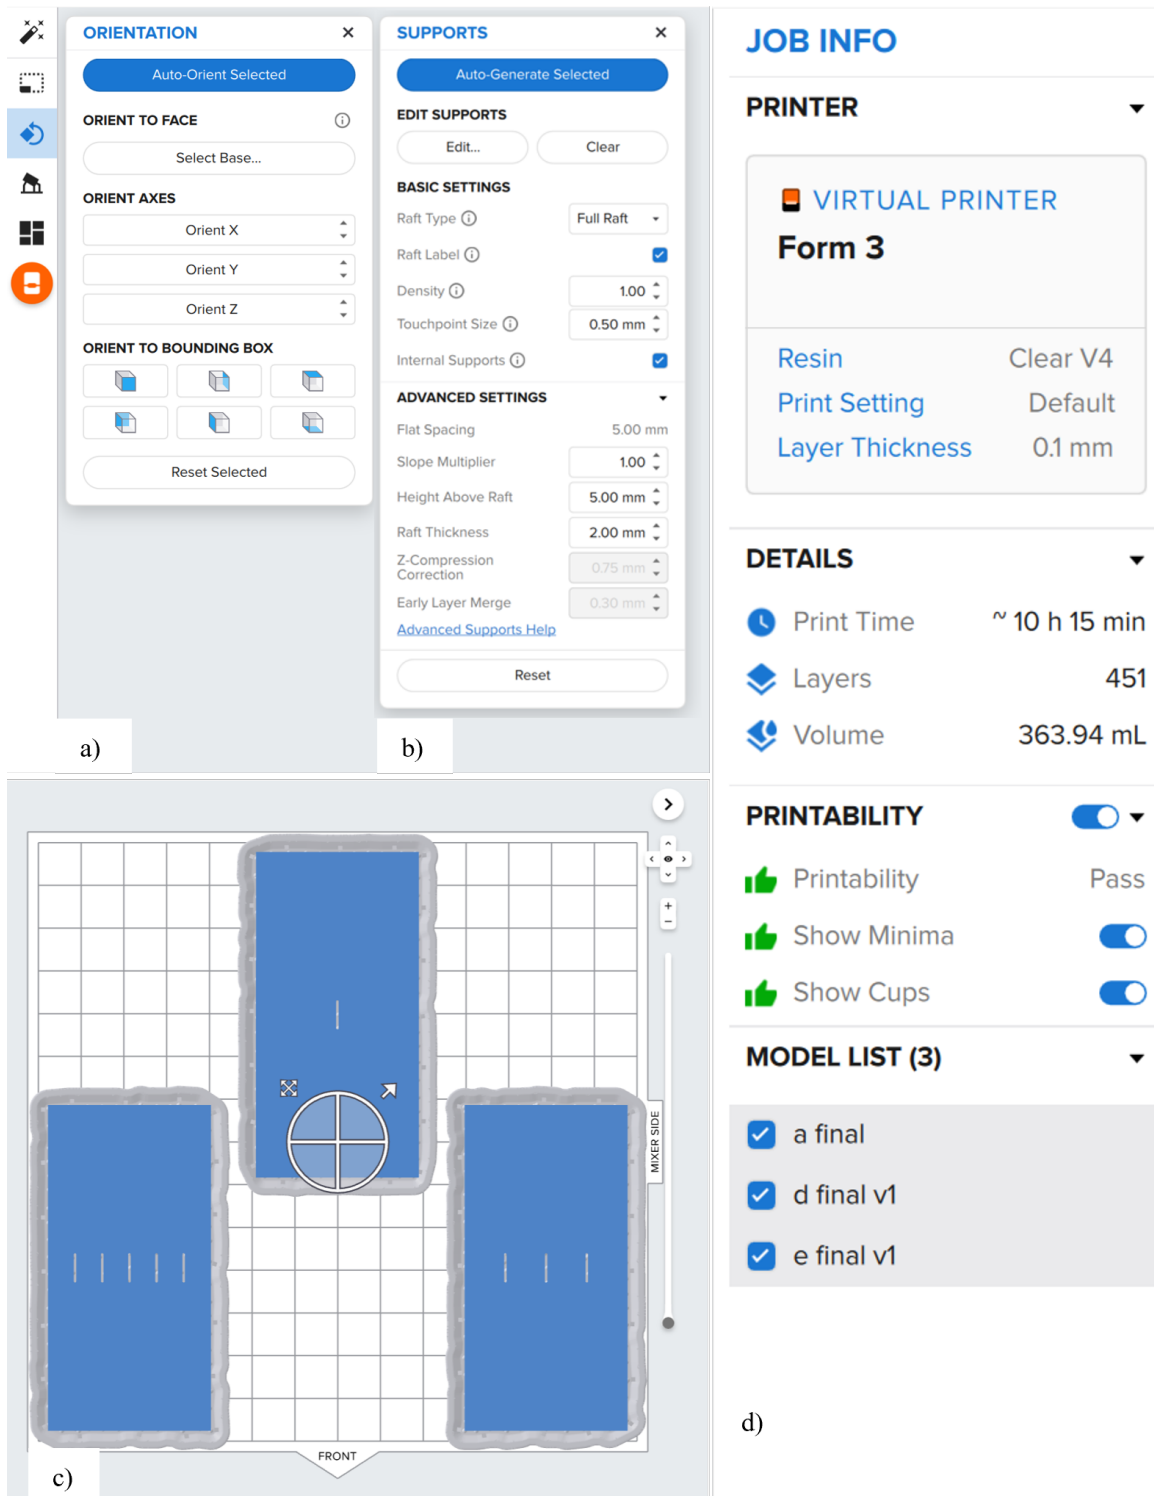 ORIENTATION
Auto-Orient Selected
ORIENT TO FACE
Select Base...
ORIENT AXES
Orient X
Orient Y
Orient Z
ORIENT TO BOUNDING BOX
Reset Selected
a)
SUPPORTS
Auto-Generate Selected
EDIT SUPPORTS
Edit... Clear
BASIC SETTINGS
Raft Type Full Raft
Raft Label
Density 1.00
Touchpoint Size 0.50 mm
Internal Supports
ADVANCED SETTINGS
Flat Spacing 5.00 mm
Slope Multiplier 1.00
Height Above Raft 5.00 mm
Raft Thickness 2.00 mm
Z-Compression
Correction 0.75 mm
Early Layer Merge 0.30 mm
Advanced Supports Help
Reset
b)
MIXER SIDE
FRONT
c)
JOB INFO
PRINTER
VIRTUAL PRINTER
Form 3
Resin Clear V4
Print Setting Default
Layer Thickness 0.1 mm
DETAILS
Print Time ~ 10 h 15 min
Layers 451
Volume 363.94 mL
PRINTABILITY
Printability Pass
Show Minima
Show Cups
MODEL LIST (3)
a final
d final v1
e final v1
d)